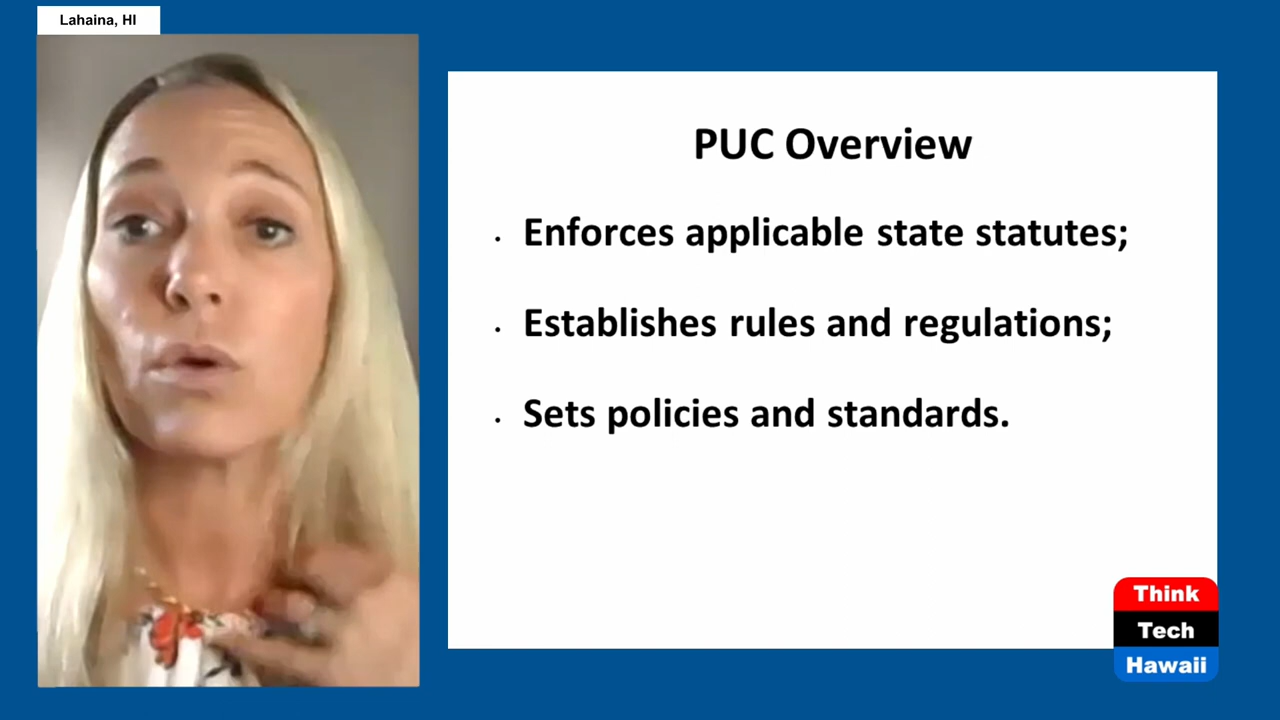 Lahaina, HI
PUC Overview
· Enforces applicable state statutes;
· Establishes rules and regulations;
· Sets policies and standards.
Think
Tech
Hawaii